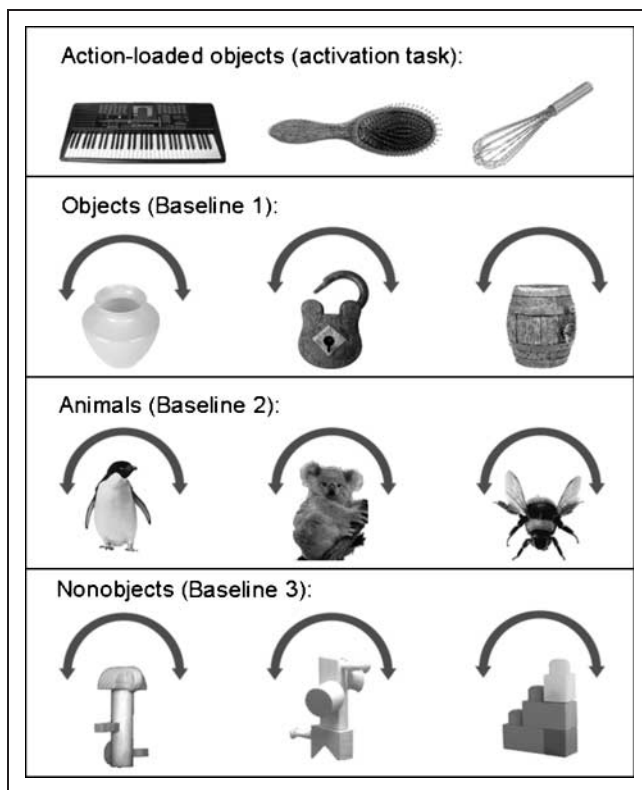 Action-loaded objects (activation task):
Objects (Baseline 1):
Animals (Baseline 2):
Nonobjects (Baseline 3):